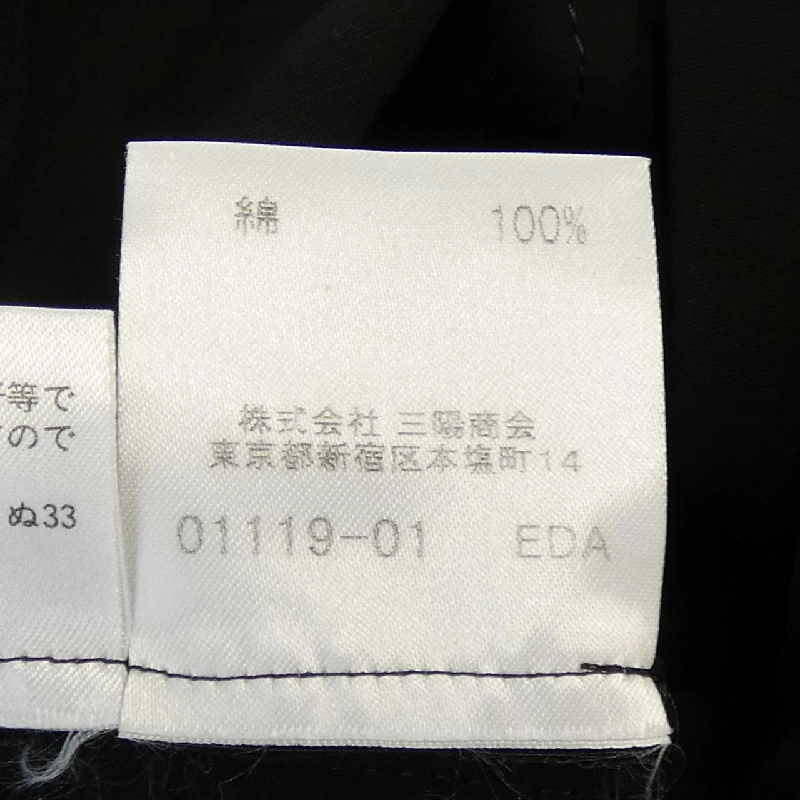 綿 100%
株式会社 三陽商会
東京都新宿区本塩町14
01119-01 EDA
等で
ので
ぬ33